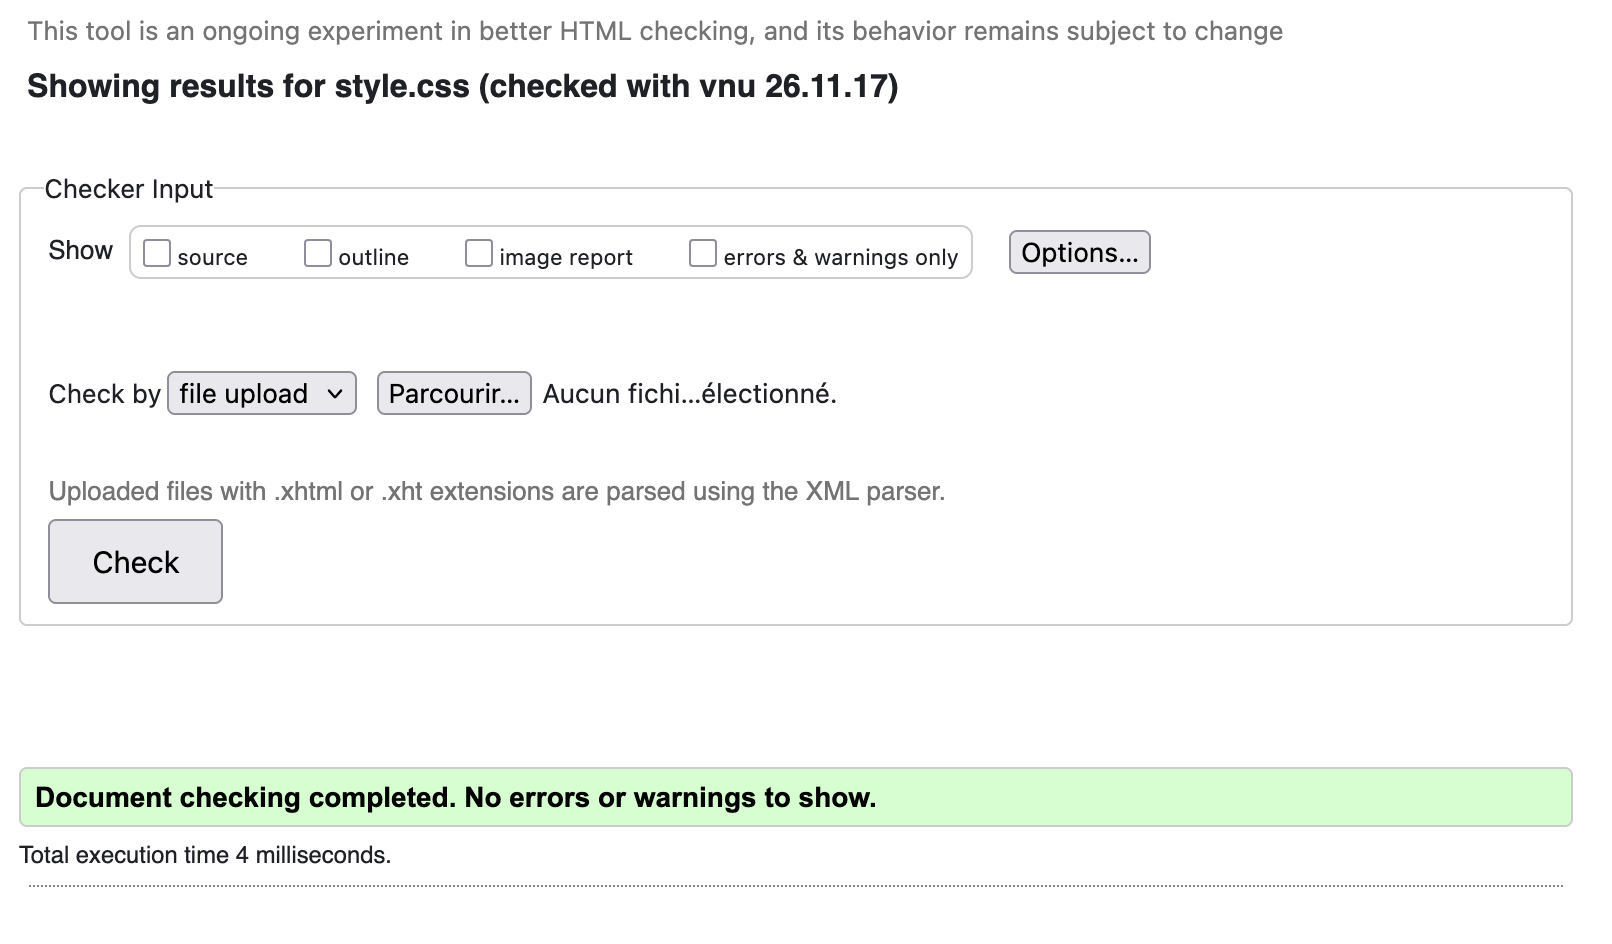 This tool is an ongoing experiment in better HTML checking, and its behavior remains subject to change
Showing results for style.css (checked with vnu 26.11.17)
Checker Input
Show source outline image report errors & warnings only Options...
Check by file upload Parcourir... Aucun fichi...électionné.
Uploaded files with .xhtml or .xht extensions are parsed using the XML parser.
Check
Document checking completed. No errors or warnings to show.
Total execution time 4 milliseconds.